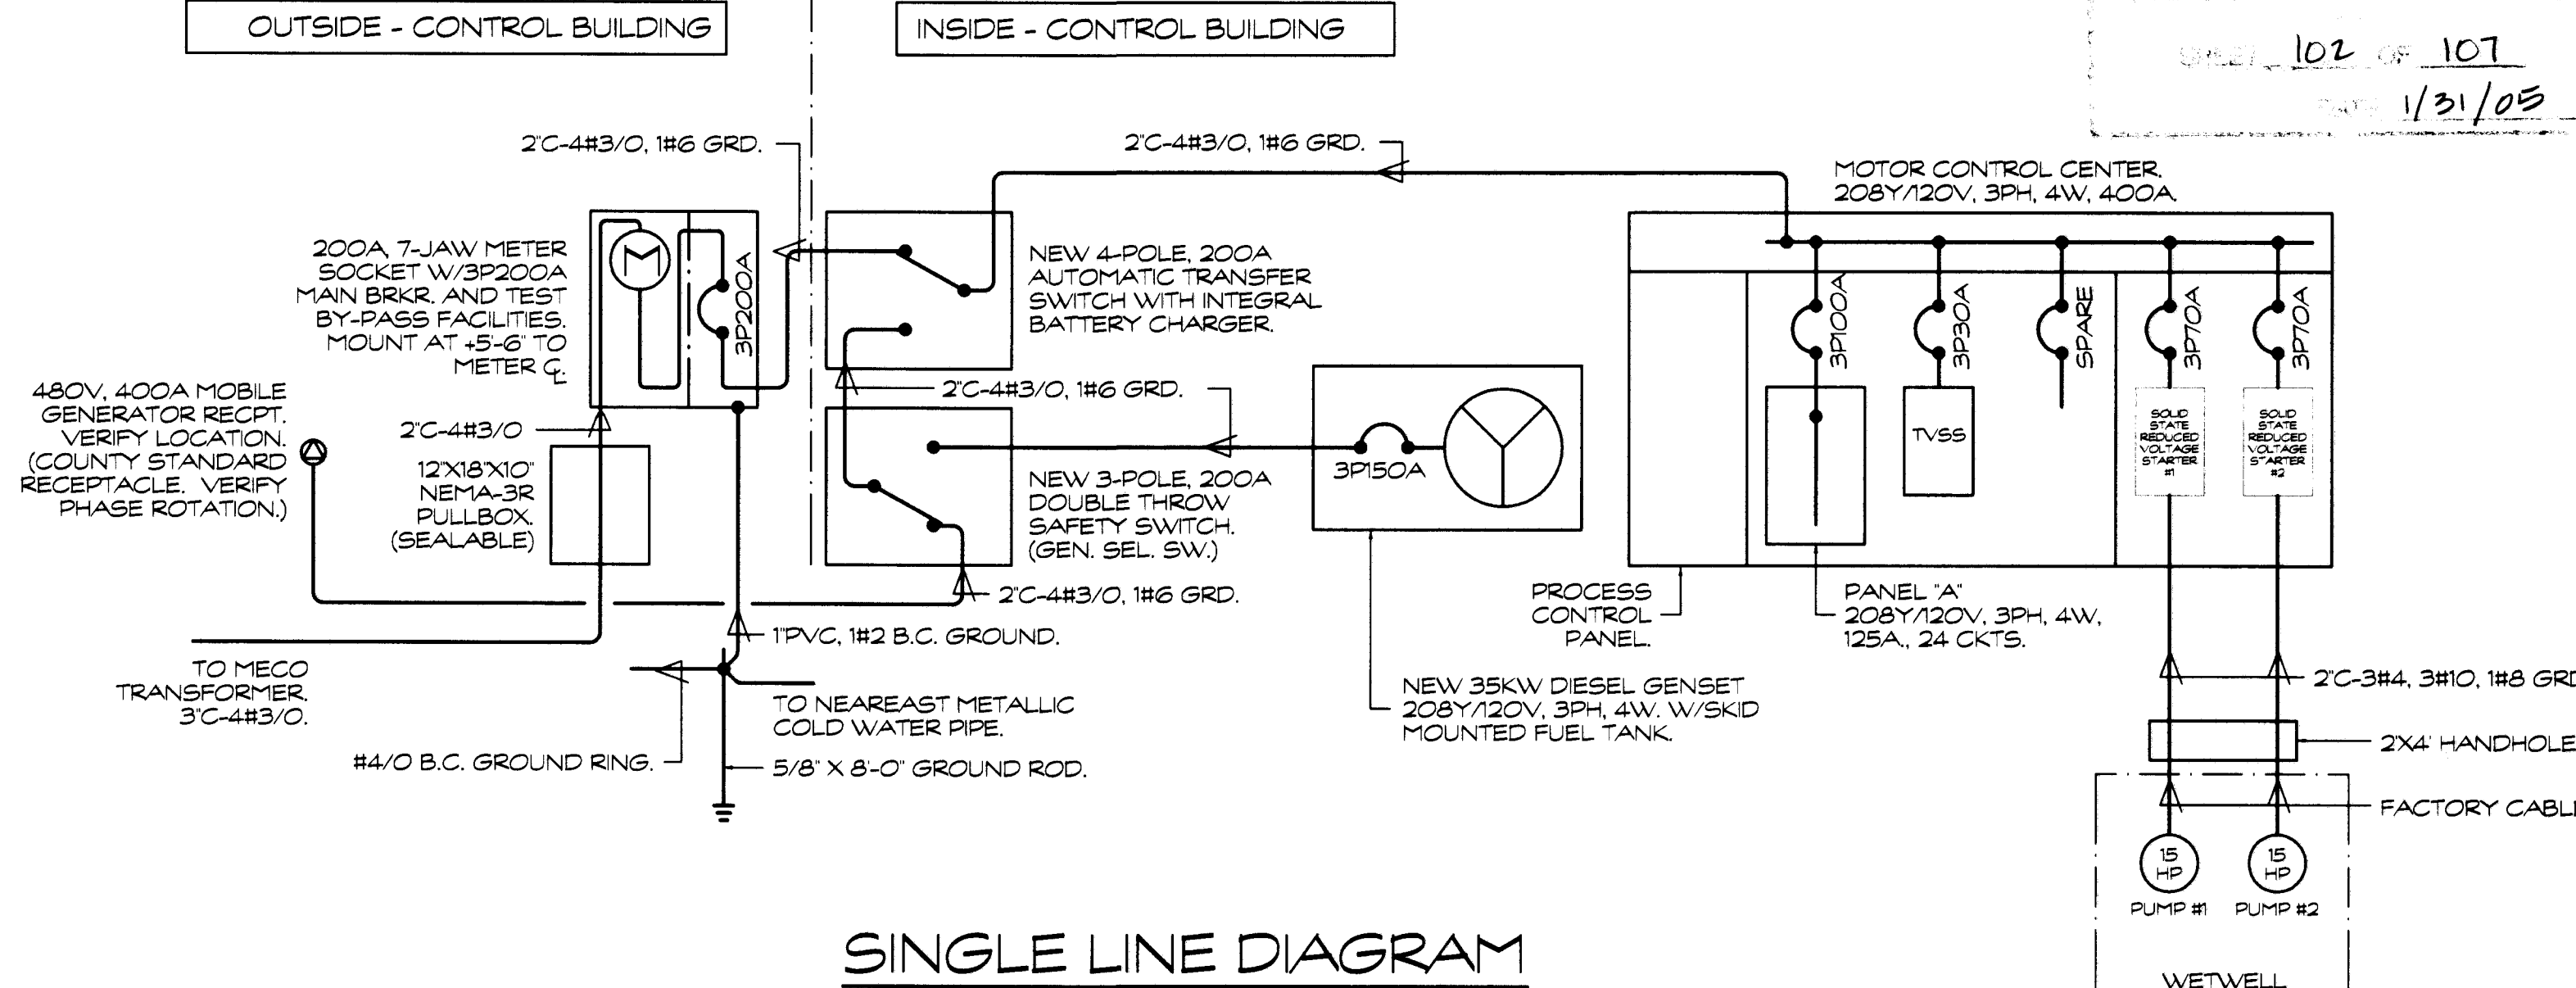 OUTSIDE - CONTROL BUILDING
INSIDE - CONTROL BUILDING
102 OF 107
1/31/05
2"C-4#3/0, 1#6 GRD.
2"C-4#3/0, 1#6 GRD.
MOTOR CONTROL CENTER.
208Y/120V, 3PH, 4W, 400A.
200A, 7-JAW METER
SOCKET W/3P200A
MAIN BRKR. AND TEST
BY-PASS FACILITIES.
MOUNT AT +5'-6" TO
METER ℄.
M
3P200A
NEW 4-POLE, 200A
AUTOMATIC TRANSFER
SWITCH WITH INTEGRAL
BATTERY CHARGER.
3P100A
3P30A
SPARE
3P70A
3P70A
480V, 400A MOBILE
GENERATOR RECPT.
VERIFY LOCATION.
(COUNTY STANDARD
RECEPTACLE. VERIFY
PHASE ROTATION.)
2"C-4#3/0
12"X18"X10"
NEMA-3R
PULLBOX.
(SEALABLE)
2"C-4#3/0, 1#6 GRD.
3P150A
NEW 3-POLE, 200A
DOUBLE THROW
SAFETY SWITCH.
(GEN. SEL. SW.)
TVSS
SOLID
STATE
REDUCED
VOLTAGE
STARTER
#1
SOLID
STATE
REDUCED
VOLTAGE
STARTER
#2
2"C-4#3/0, 1#6 GRD.
1"PVC, 1#2 B.C. GROUND.
PROCESS
CONTROL
PANEL.
PANEL "A"
208Y/120V, 3PH, 4W,
125A., 24 CKTS.
TO MECO
TRANSFORMER.
3"C-4#3/0.
TO NEAREAST METALLIC
COLD WATER PIPE.
#4/0 B.C. GROUND RING.
5/8" X 8'-0" GROUND ROD.
NEW 35KW DIESEL GENSET
208Y/120V, 3PH, 4W. W/SKID
MOUNTED FUEL TANK.
2"C-3#4, 3#10, 1#8 GRD
2'X4' HANDHOLE
FACTORY CABLE
15
HP
15
HP
PUMP #1
PUMP #2
WETWELL
SINGLE LINE DIAGRAM